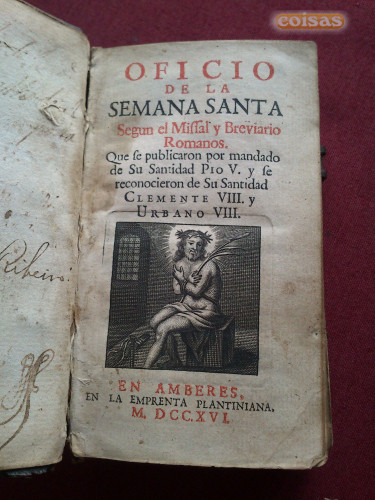 coisas
OFICIO
DE LA
SEMANA SANTA
Segun el Missal y Breviario
Romanos.
Que se publicaron por mandado
de Su Santidad PIO V. y se
reconocieron de Su Santidad
CLEMENTE VIII. y
URBANO VIII.
Ribeiro
EN AMBERES,
EN LA EMPRENTA PLANTINIANA,
M. DCC.XVI.